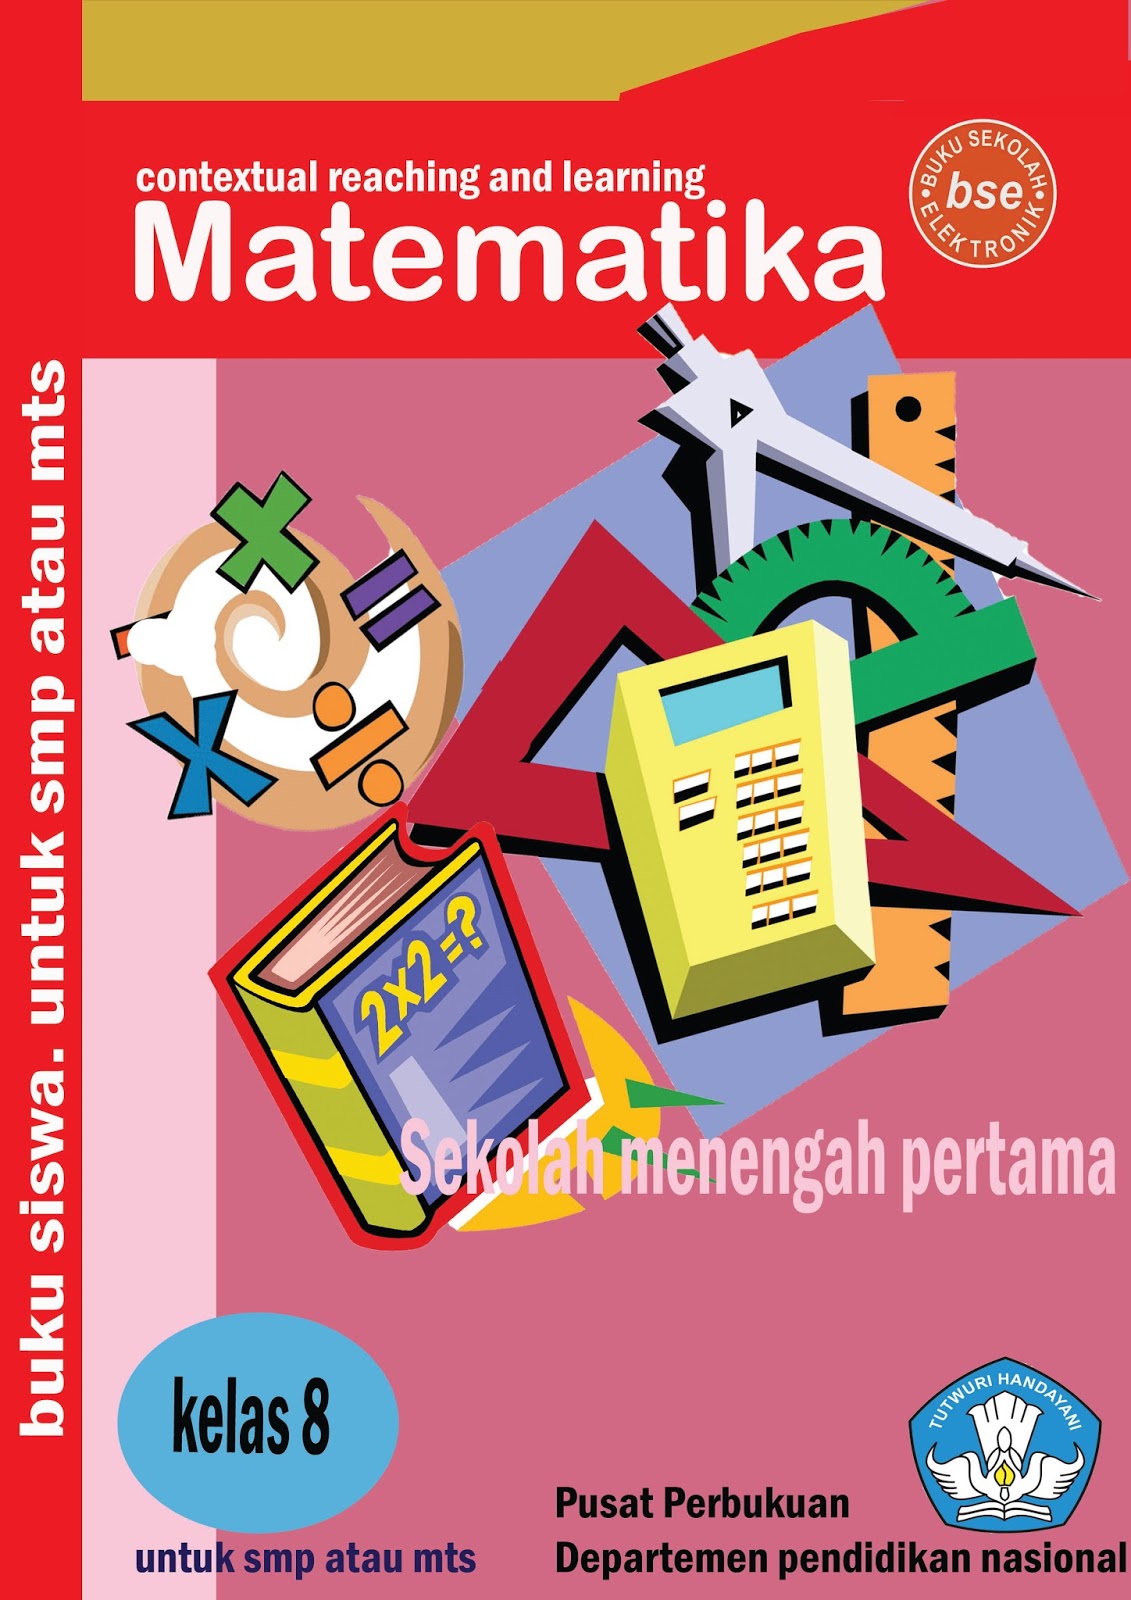 contextual reaching and learning
Matematika
BUKU SEKOLAH
bse
ELEKTRONIK
buku siswa. untuk smp atau mts
2x2=?
Sekolah menengah pertama
kelas 8
TUTWURI HANDAYANI
Pusat Perbukuan
untuk smp atau mts
Departemen pendidikan nasional